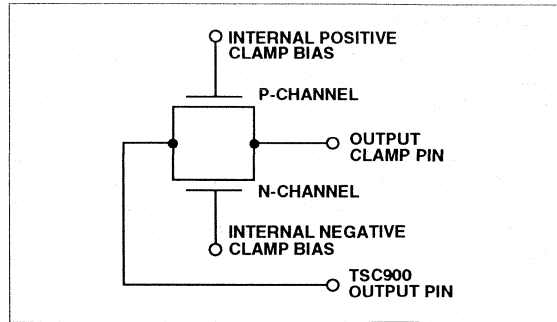 INTERNAL POSITIVE
CLAMP BIAS
P-CHANNEL
OUTPUT
CLAMP PIN
N-CHANNEL
INTERNAL NEGATIVE
CLAMP BIAS
TSC900
OUTPUT PIN